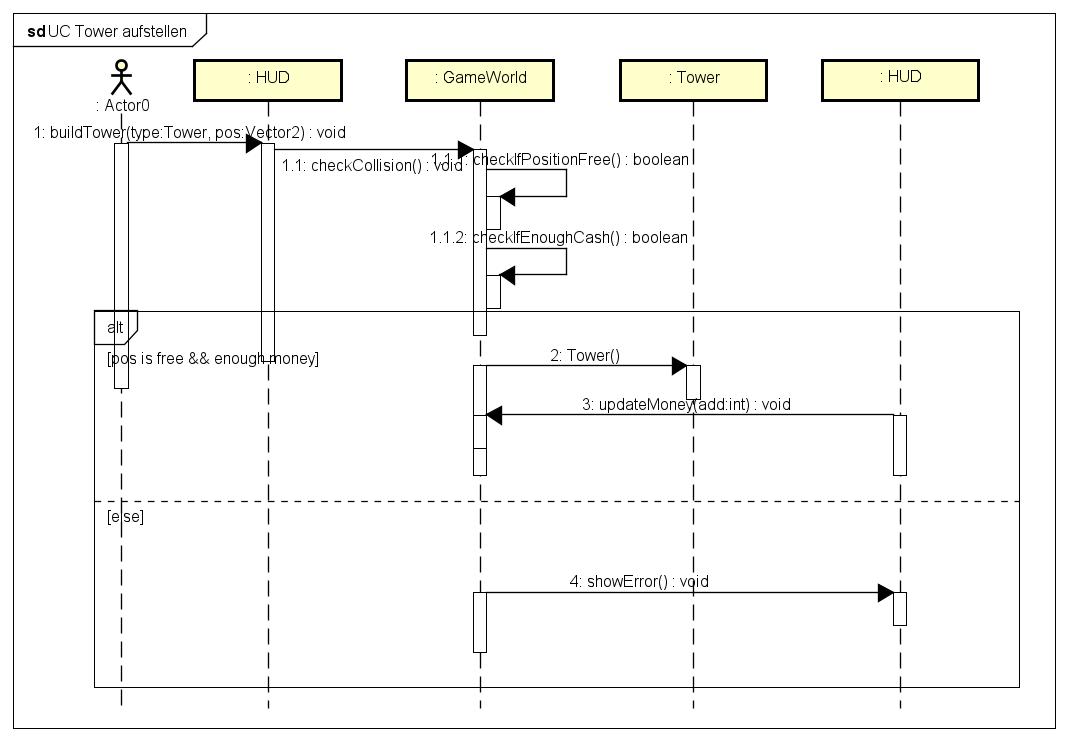 sd UC Tower aufstellen
: Actor0
: HUD
: GameWorld
: Tower
: HUD
1: buildTower(type:Tower, pos:Vector2) : void
1.1: checkCollision() : void
1.1.1: checkIfPositionFree() : boolean
1.1.2: checkIfEnoughCash() : boolean
alt
[pos is free && enough money]
2: Tower()
3: updateMoney(add:int) : void
[else]
4: showError() : void